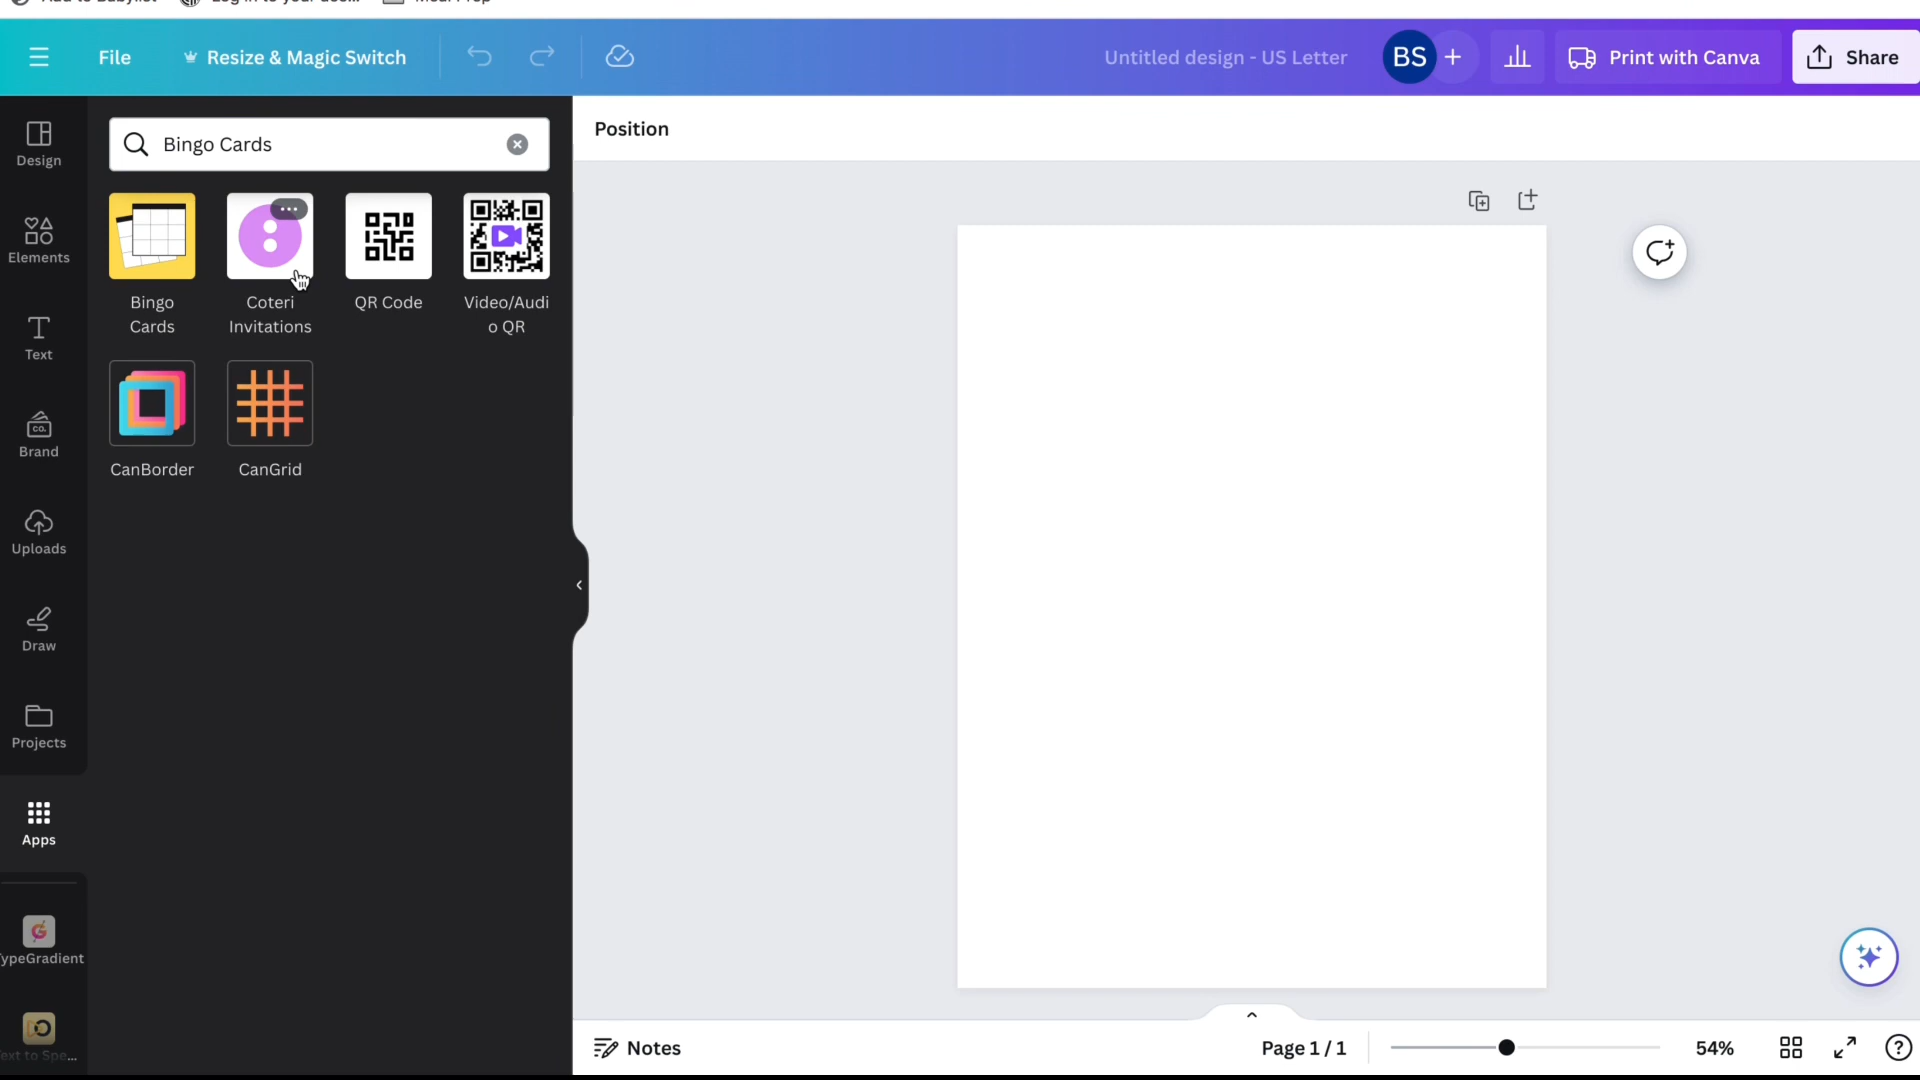 File
Resize & Magic Switch
Untitled design - US Letter
BS
Print with Canva
Share
Design
Elements
Text
Brand
co.
Uploads
Draw
Projects
Apps
TypeGradient
Bingo Cards
Bingo
Cards
Coteri
Invitations
QR Code
Video/Audi
o QR
CanBorder
CanGrid
Position
Notes
Page 1 / 1
54%